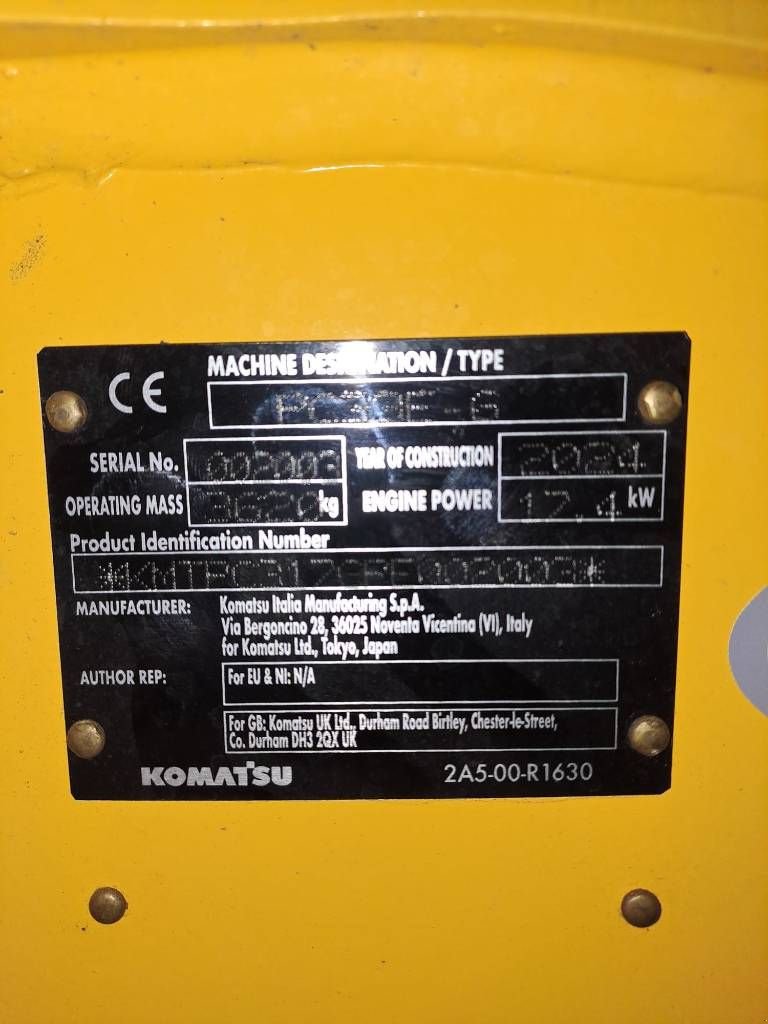 CE
MACHINE DESIGNATION / TYPE
SERIAL No.
YEAR OF CONSTRUCTION 2024
OPERATING MASS kg
ENGINE POWER 17.4 kW
Product Identification Number
MANUFACTURER: Komatsu Italia Manufacturing S.p.A.
Via Bergoncino 28, 36025 Noventa Vicentina (VI), Italy
for Komatsu Ltd., Tokyo, Japan
AUTHOR REP: For EU & NI: N/A
For GB: Komatsu UK Ltd., Durham Road Birtley, Chester-le-Street,
Co. Durham DH3 2QX UK
KOMATSU
2A5-00-R1630